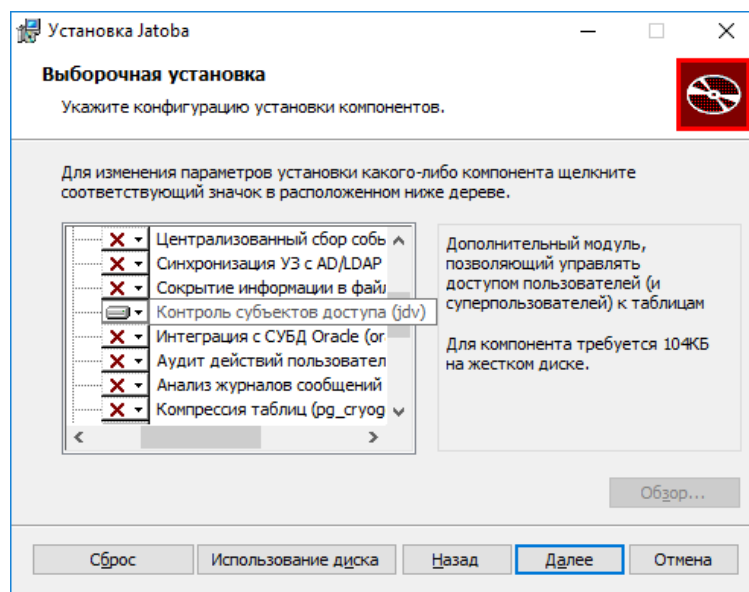 Установка Jatoba
Выборочная установка
Укажите конфигурацию установки компонентов.
Для изменения параметров установки какого-либо компонента щелкните
соответствующий значок в расположенном ниже дереве.
Централизованный сбор собь
Синхронизация УЗ с AD/LDAP
Сокрытие информации в файл
Контроль субъектов доступа (jdv)
Интеграция с СУБД Oracle (or
Аудит действий пользовател
Анализ журналов сообщений
Компрессия таблиц (pg_cryog
Дополнительный модуль,
позволяющий управлять
доступом пользователей (и
суперпользователей) к таблицам
Для компонента требуется 104КБ
на жестком диске.
Обзор...
Сброс
Использование диска
Назад
Далее
Отмена